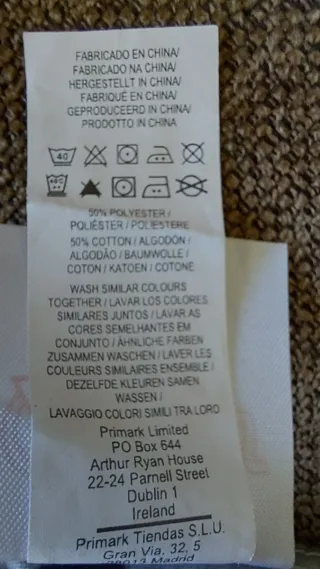 FABRICADO EN CHINA/
FABRICADO NA CHINA/
HERGESTELLT IN CHINA/
FABRIQUÉ EN CHINA/
GEPRODUCEERD IN CHINA/
PRODOTTO IN CHINA
40
40
50% POLYESTER /
POLIÉSTER / POLIESTERE
50% COTTON / ALGODÓN /
ALGODÃO / BAUMWOLLE /
COTON / KATOEN / COTONE
WASH SIMILAR COLOURS
TOGETHER / LAVAR LOS COLORES
SIMILARES JUNTOS / LAVAR AS
CORES SEMELHANTES EM
CONJUNTO / ÄHNLICHE FARBEN
ZUSAMMEN WASCHEN / LAVER LES
COULEURS SIMILAIRES ENSEMBLE /
DEZELFDE KLEUREN SAMEN
WASSEN /
LAVAGGIO COLORI SIMILI TRA LORO
Primark Limited
PO Box 644
Arthur Ryan House
22-24 Parnell Street
Dublin 1
Ireland
Primark Tiendas S.L.U.
Gran Via, 32, 5
28013 Madrid